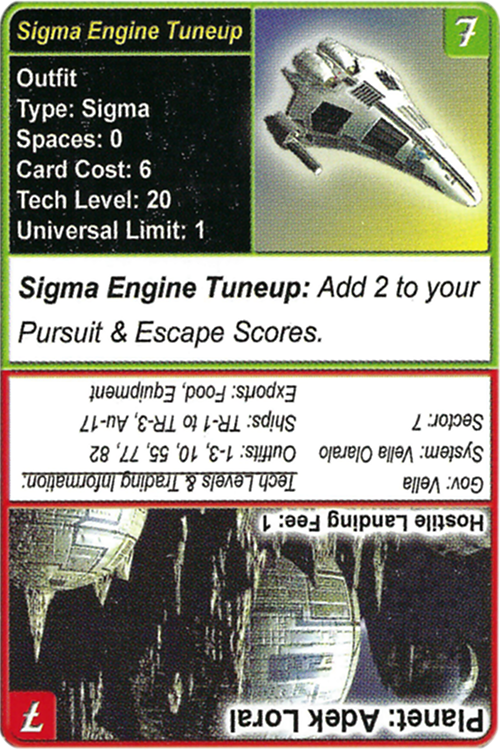 Sigma Engine Tuneup
7
Outfit
Type: Sigma
Spaces: 0
Card Cost: 6
Tech Level: 20
Universal Limit: 1
Sigma Engine Tuneup: Add 2 to your
Pursuit & Escape Scores.
Planet: Adek Loral
7
Hostile Landing Fee: 1
Gov: Vella
System: Vella Olaralo
Sector: 7
Tech Levels & Trading Information:
Outfits: 1-3, 10, 55, 77, 82
Ships: TR-1 to TR-3, Au-17
Exports: Food, Equipment